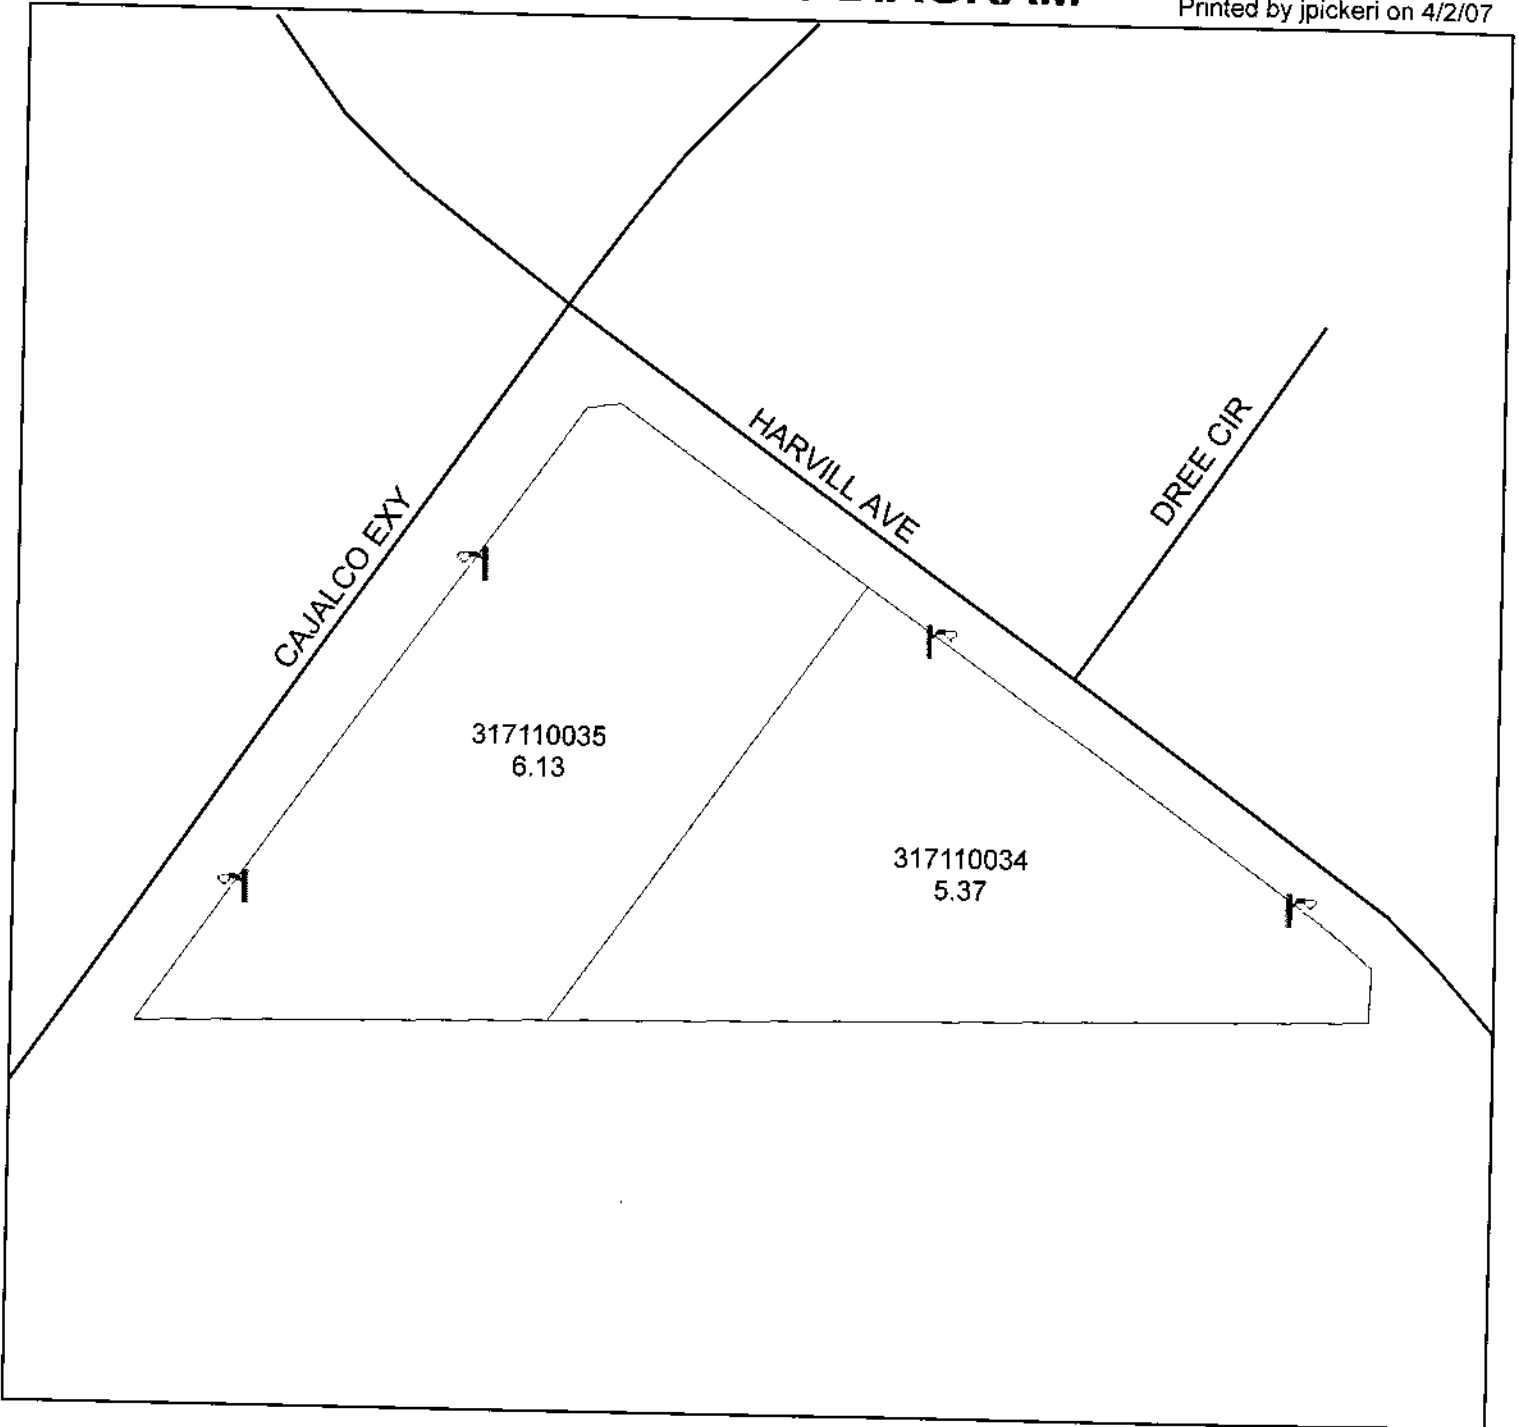 DIAGRAM
Printed by jpickeri on 4/2/07
HARVILL AVE
DREE CIR
CAJALCO EXY
317110035
6.13
317110034
5.37